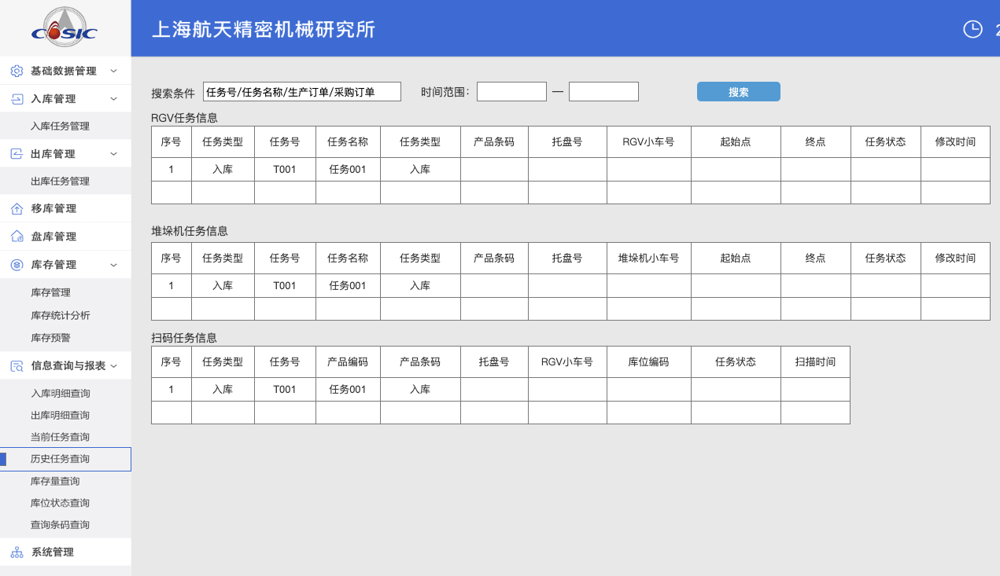 CASIC
上海航天精密机械研究所
2
基础数据管理
入库管理
入库任务管理
出库管理
出库任务管理
移库管理
盘库管理
库存管理
库存管理
库存统计分析
库存预警
信息查询与报表
入库明细查询
出库明细查询
当前任务查询
历史任务查询
库存量查询
库位状态查询
查询条码查询
系统管理
搜索条件 任务号/任务名称/生产订单/采购订单 时间范围: — 搜索
RGV任务信息
序号 任务类型 任务号 任务名称 任务类型 产品条码 托盘号 RGV小车号 起始点 终点 任务状态 修改时间
1 入库 T001 任务001 入库
堆垛机任务信息
序号 任务类型 任务号 任务名称 任务类型 产品条码 托盘号 堆垛机小车号 起始点 终点 任务状态 修改时间
1 入库 T001 任务001 入库
扫码任务信息
序号 任务类型 任务号 产品编码 产品条码 托盘号 RGV小车号 库位编码 任务状态 扫描时间
1 入库 T001 任务001 入库